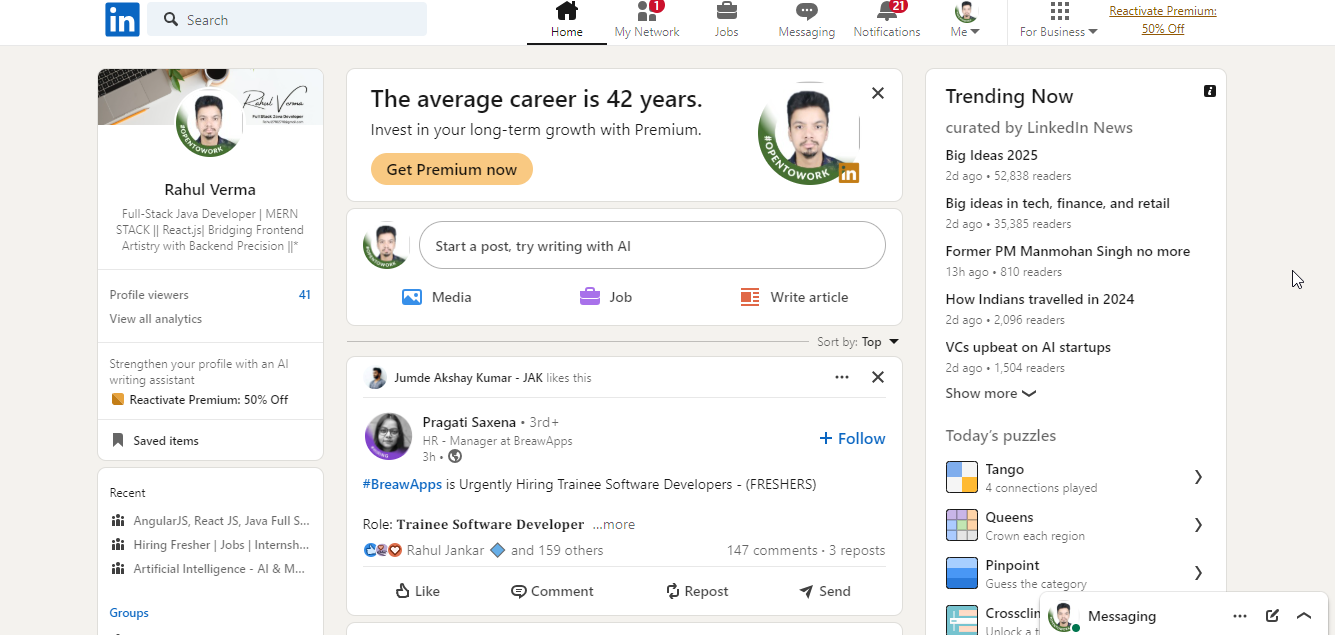 in
Search
Home
1
My Network
Jobs
Messaging
21
Notifications
Me
For Business
Reactivate Premium:
50% Off
Rahul Verma
Full Stack Java Developer
#OPENTOWORK
Rahul Verma
Full-Stack Java Developer | MERN
STACK || React.js| Bridging Frontend
Artistry with Backend Precision ||*
Profile viewers 41
View all analytics
Strengthen your profile with an AI
writing assistant
Reactivate Premium: 50% Off
Saved items
Recent
AngularJS, React JS, Java Full S...
Hiring Fresher | Jobs | Internsh...
Artificial Intelligence - AI & M...
Groups
The average career is 42 years.
Invest in your long-term growth with Premium.
Get Premium now
#OPENTOWORK
in
Start a post, try writing with AI
Media
Job
Write article
Sort by: Top
Jumde Akshay Kumar - JAK likes this
Pragati Saxena • 3rd+
HR - Manager at BreawApps
3h •
Follow
#BreawApps is Urgently Hiring Trainee Software Developers - (FRESHERS)
Role: Trainee Software Developer ...more
Rahul Jankar and 159 others
147 comments • 3 reposts
Like
Comment
Repost
Send
Trending Now
curated by LinkedIn News
Big Ideas 2025
2d ago • 52,838 readers
Big ideas in tech, finance, and retail
2d ago • 35,385 readers
Former PM Manmohan Singh no more
13h ago • 810 readers
How Indians travelled in 2024
2d ago • 2,096 readers
VCs upbeat on AI startups
2d ago • 1,504 readers
Show more
Today's puzzles
Tango
4 connections played
Queens
Crown each region
Pinpoint
Guess the category
Crossclim
Unlock a t
Messaging